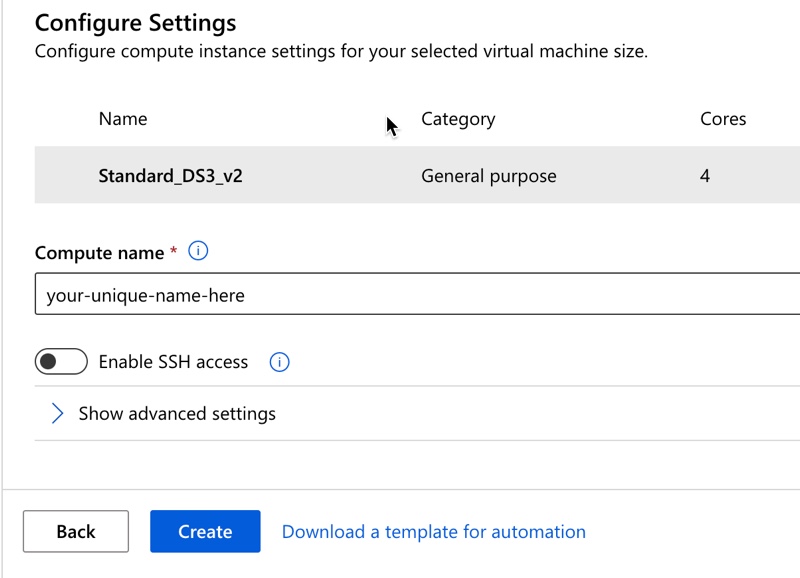 Configure Settings
Configure compute instance settings for your selected virtual machine size.
Name Category Cores
Standard_DS3_v2 General purpose 4
Compute name *
your-unique-name-here
Enable SSH access
Show advanced settings
Back Create Download a template for automation